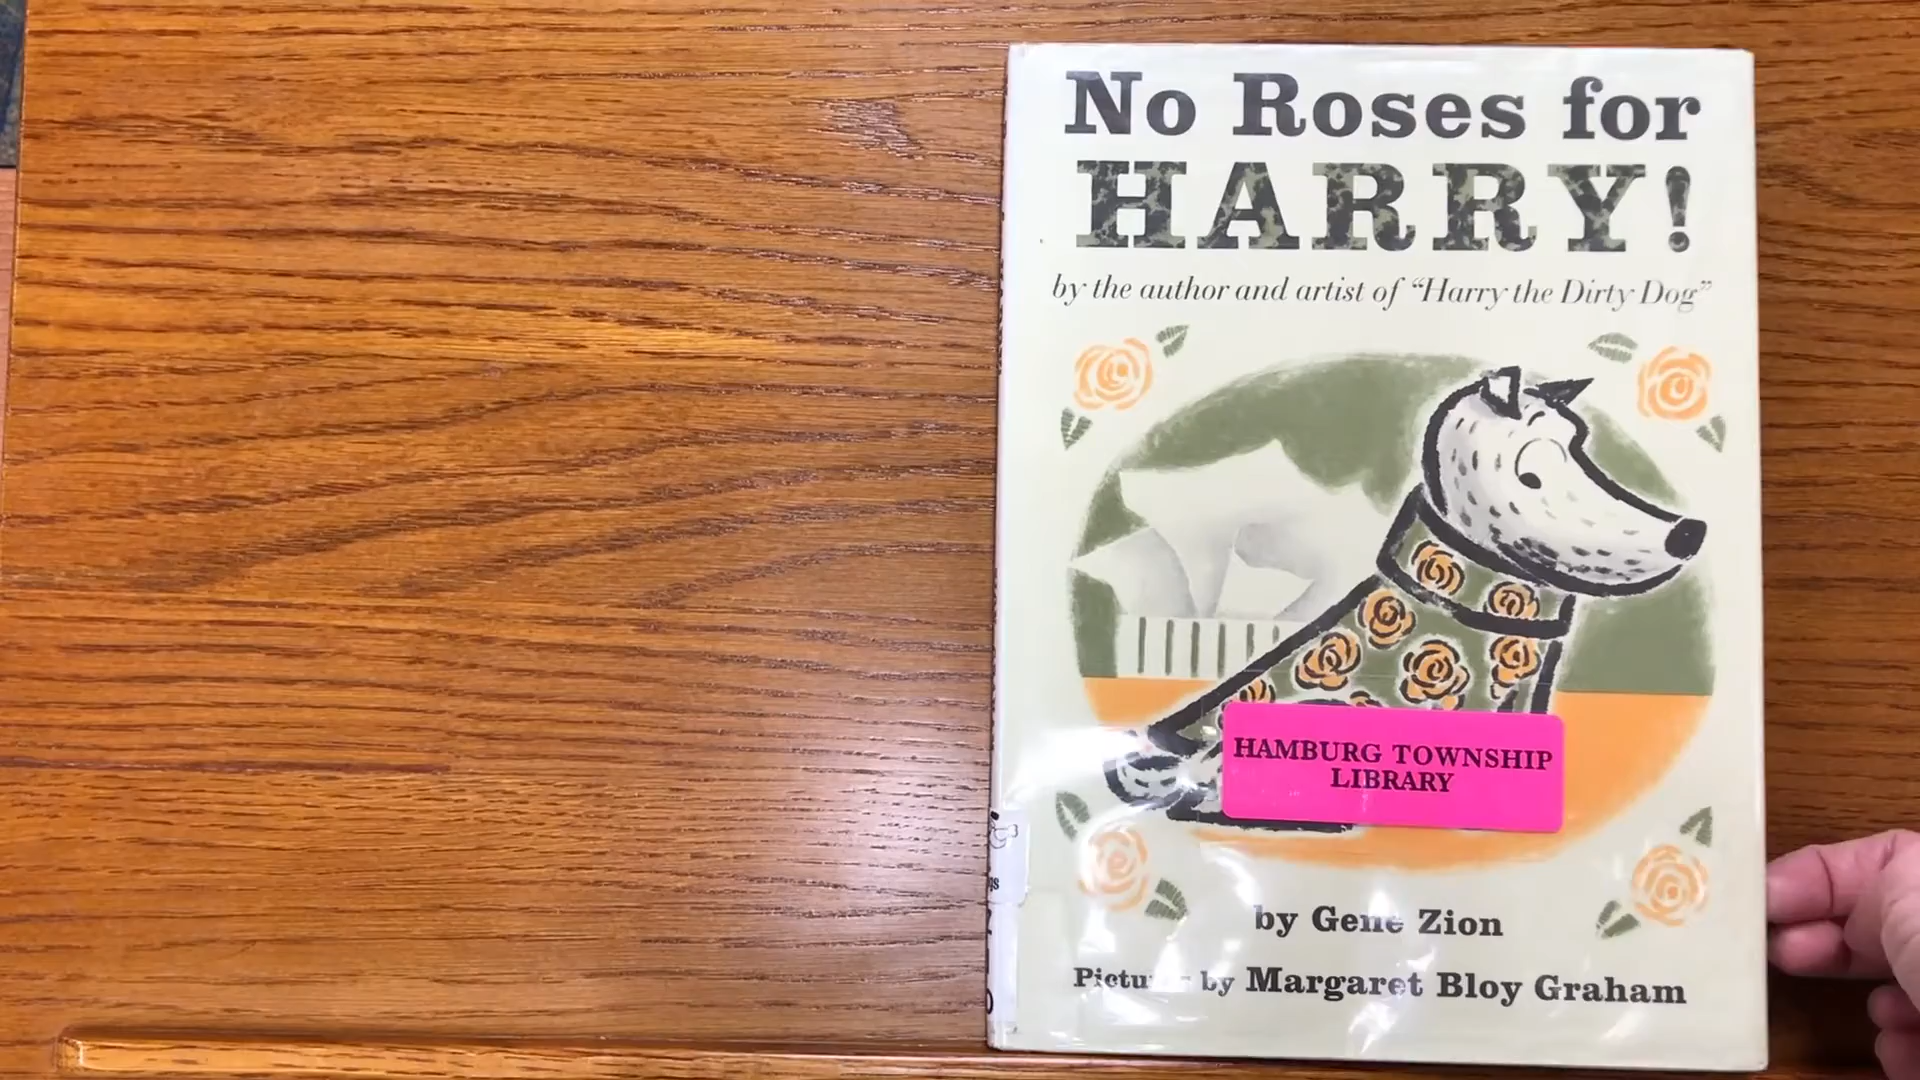 No Roses for
HARRY!
by the author and artist of “Harry the Dirty Dog”
HAMBURG TOWNSHIP
LIBRARY
by Gene Zion
by Margaret Bloy Graham